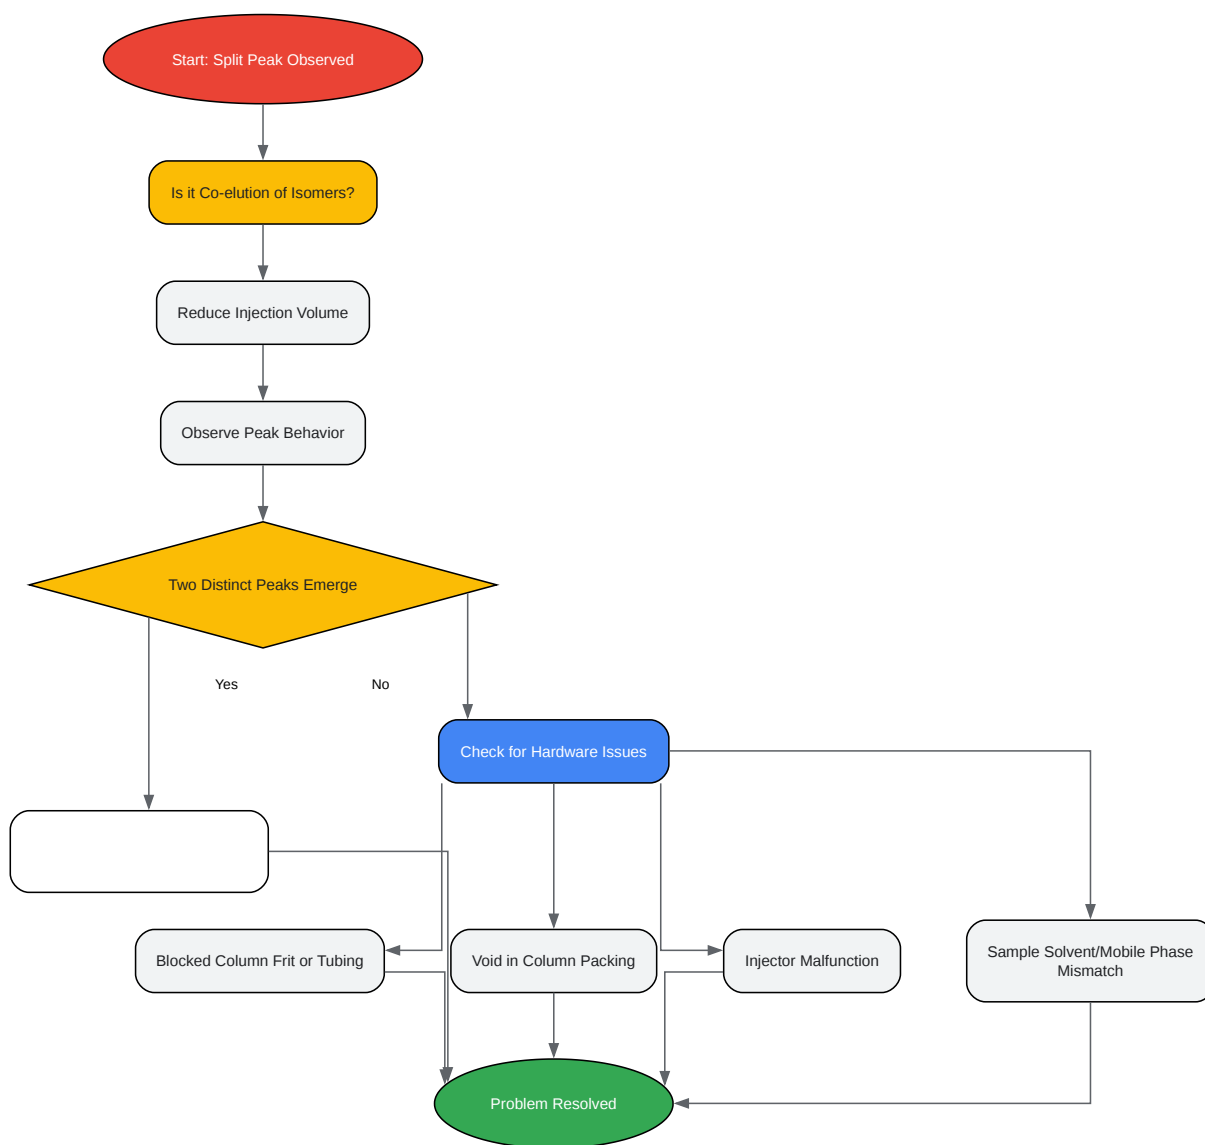 Start: Split Peak Observed
Is it Co-elution of Isomers?
Reduce Injection Volume
Observe Peak Behavior
Two Distinct Peaks Emerge
Yes
No
Check for Hardware Issues
Blocked Column Frit or Tubing
Void in Column Packing
Injector Malfunction
Sample Solvent/Mobile Phase
Mismatch
Problem Resolved